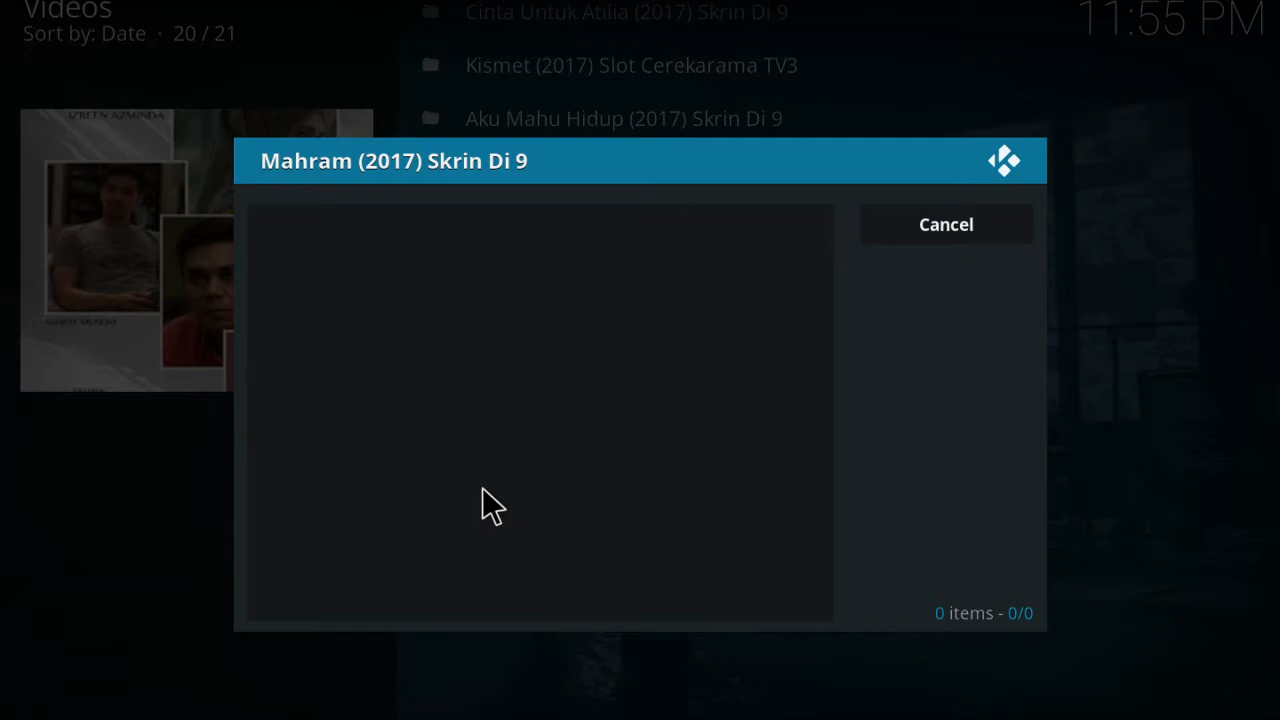 Videos
Sort by: Date · 20 / 21
11:55 PM
Cinta Untuk Atilia (2017) Skrin Di 9
Kismet (2017) Slot Cerekarama TV3
Aku Mahu Hidup (2017) Skrin Di 9
IZREEN AZMINDA
Mahram (2017) Skrin Di 9
Cancel
0 items - 0/0